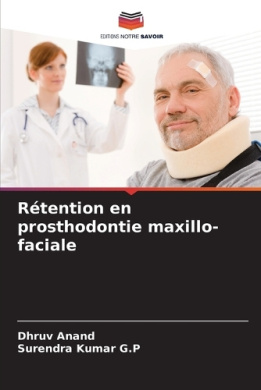 EDITIONS NOTRE SAVOIR
Rétention en
prosthodontie maxillo-
faciale
Dhruv Anand
Surendra Kumar G.P